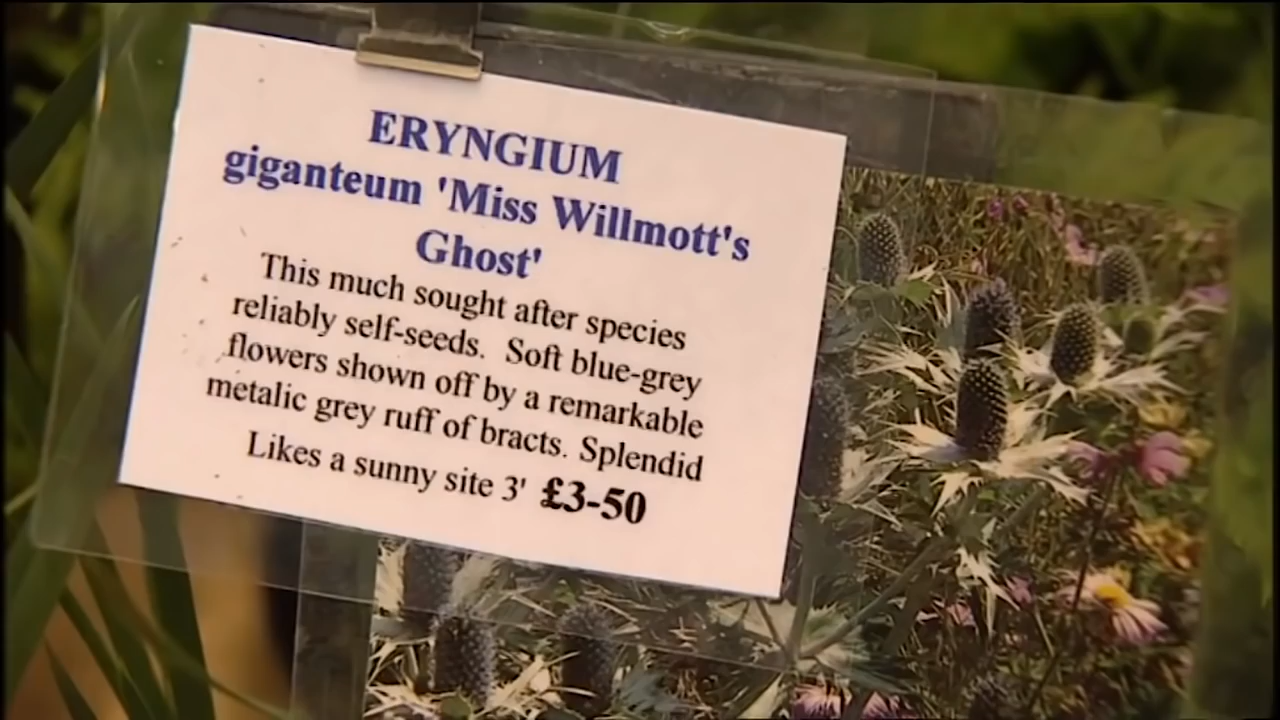 ERYNGIUM
giganteum 'Miss Willmott's
Ghost'
This much sought after species
reliably self-seeds. Soft blue-grey
flowers shown off by a remarkable
metalic grey ruff of bracts. Splendid
Likes a sunny site 3' £3-50